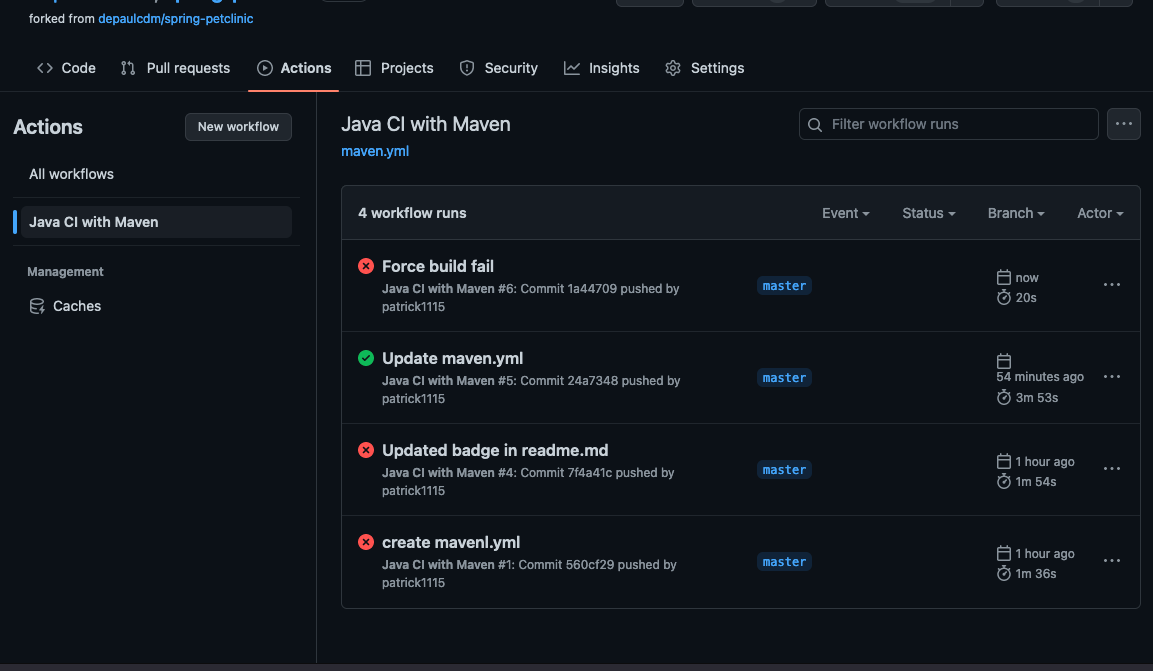 forked from depaulcdm/spring-petclinic
Code Pull requests Actions Projects Security Insights Settings
Actions
New workflow
All workflows
Java CI with Maven
Management
Caches
Java CI with Maven
maven.yml
Filter workflow runs
4 workflow runs
Event Status Branch Actor
Force build fail
Java CI with Maven #6: Commit 1a44709 pushed by
patrick1115
master
now
20s
Update maven.yml
Java CI with Maven #5: Commit 24a7348 pushed by
patrick1115
master
54 minutes ago
3m 53s
Updated badge in readme.md
Java CI with Maven #4: Commit 7f4a41c pushed by
patrick1115
master
1 hour ago
1m 54s
create mavenl.yml
Java CI with Maven #1: Commit 560cf29 pushed by
patrick1115
master
1 hour ago
1m 36s